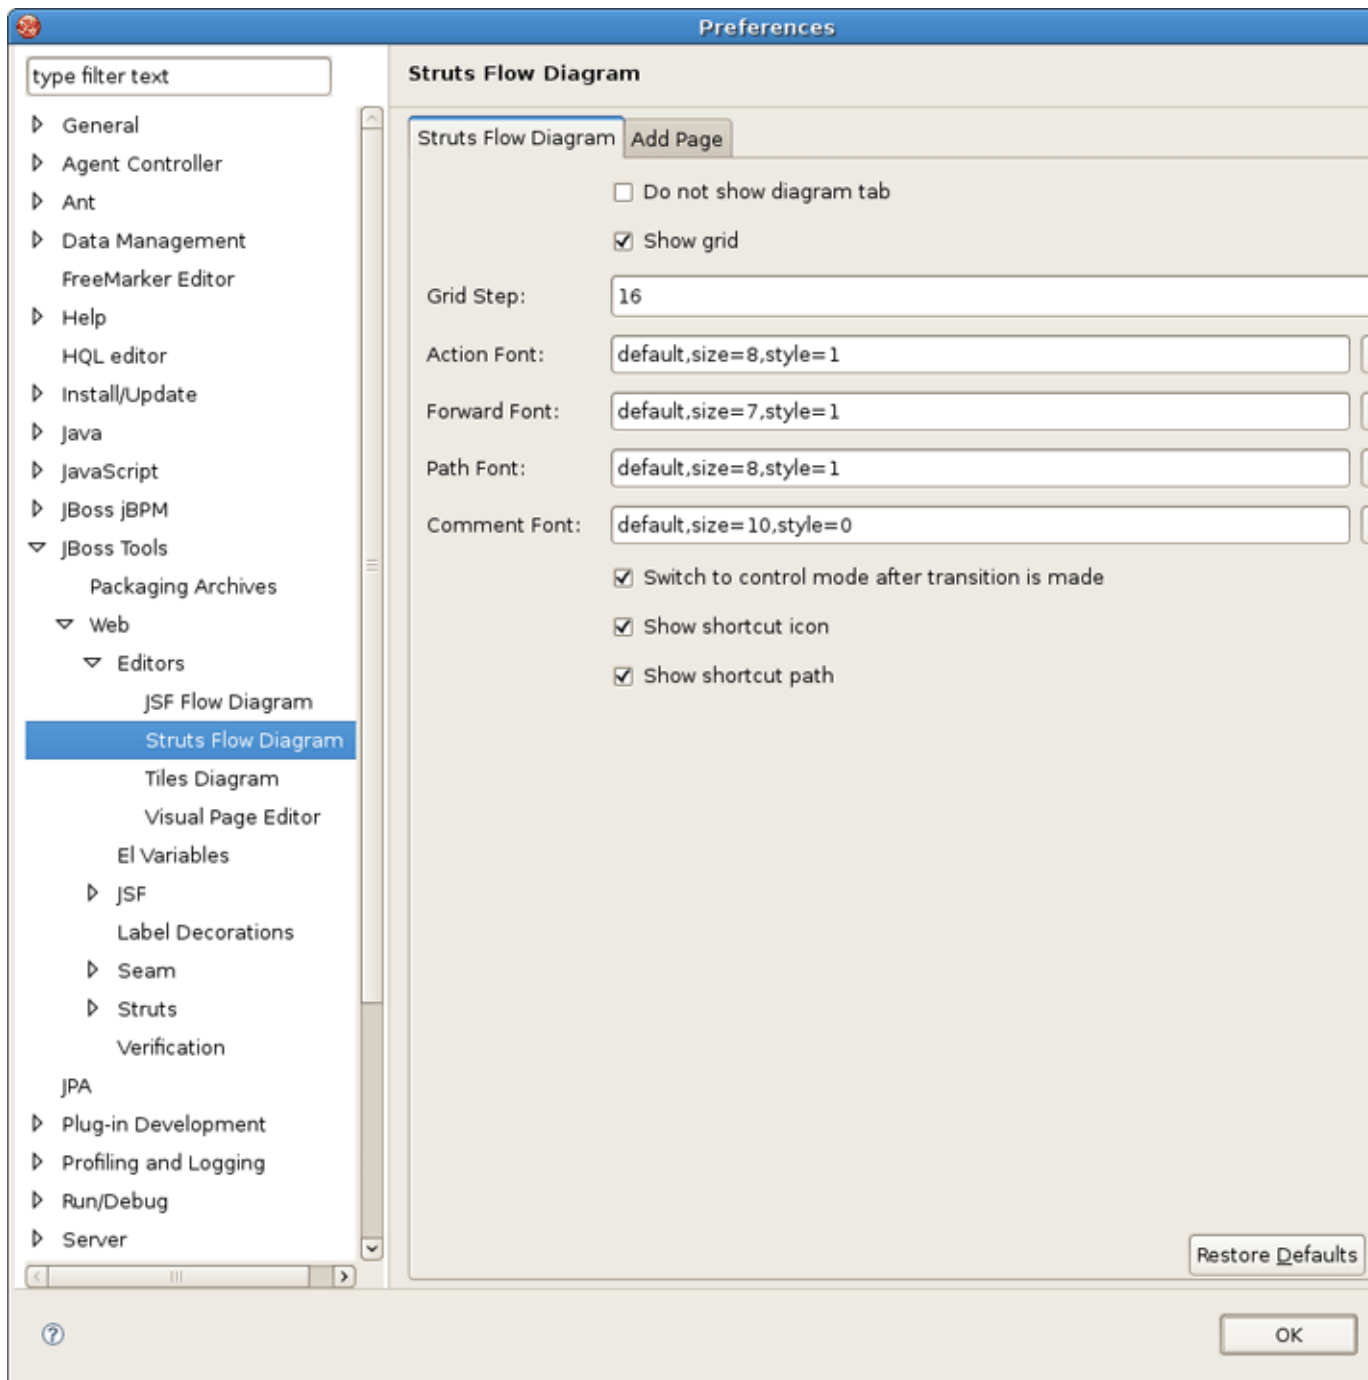 Preferences
type filter text
General
Agent Controller
Ant
Data Management
FreeMarker Editor
Help
HQL editor
Install/Update
Java
JavaScript
JBoss jBPM
JBoss Tools
Packaging Archives
Web
Editors
JSF Flow Diagram
Struts Flow Diagram
Tiles Diagram
Visual Page Editor
El Variables
JSF
Label Decorations
Seam
Struts
Verification
JPA
Plug-in Development
Profiling and Logging
Run/Debug
Server
Struts Flow Diagram
Struts Flow Diagram Add Page
Do not show diagram tab
Show grid
Grid Step: 16
Action Font: default,size=8,style=1
Forward Font: default,size=7,style=1
Path Font: default,size=8,style=1
Comment Font: default,size=10,style=0
Switch to control mode after transition is made
Show shortcut icon
Show shortcut path
Restore Defaults
? OK